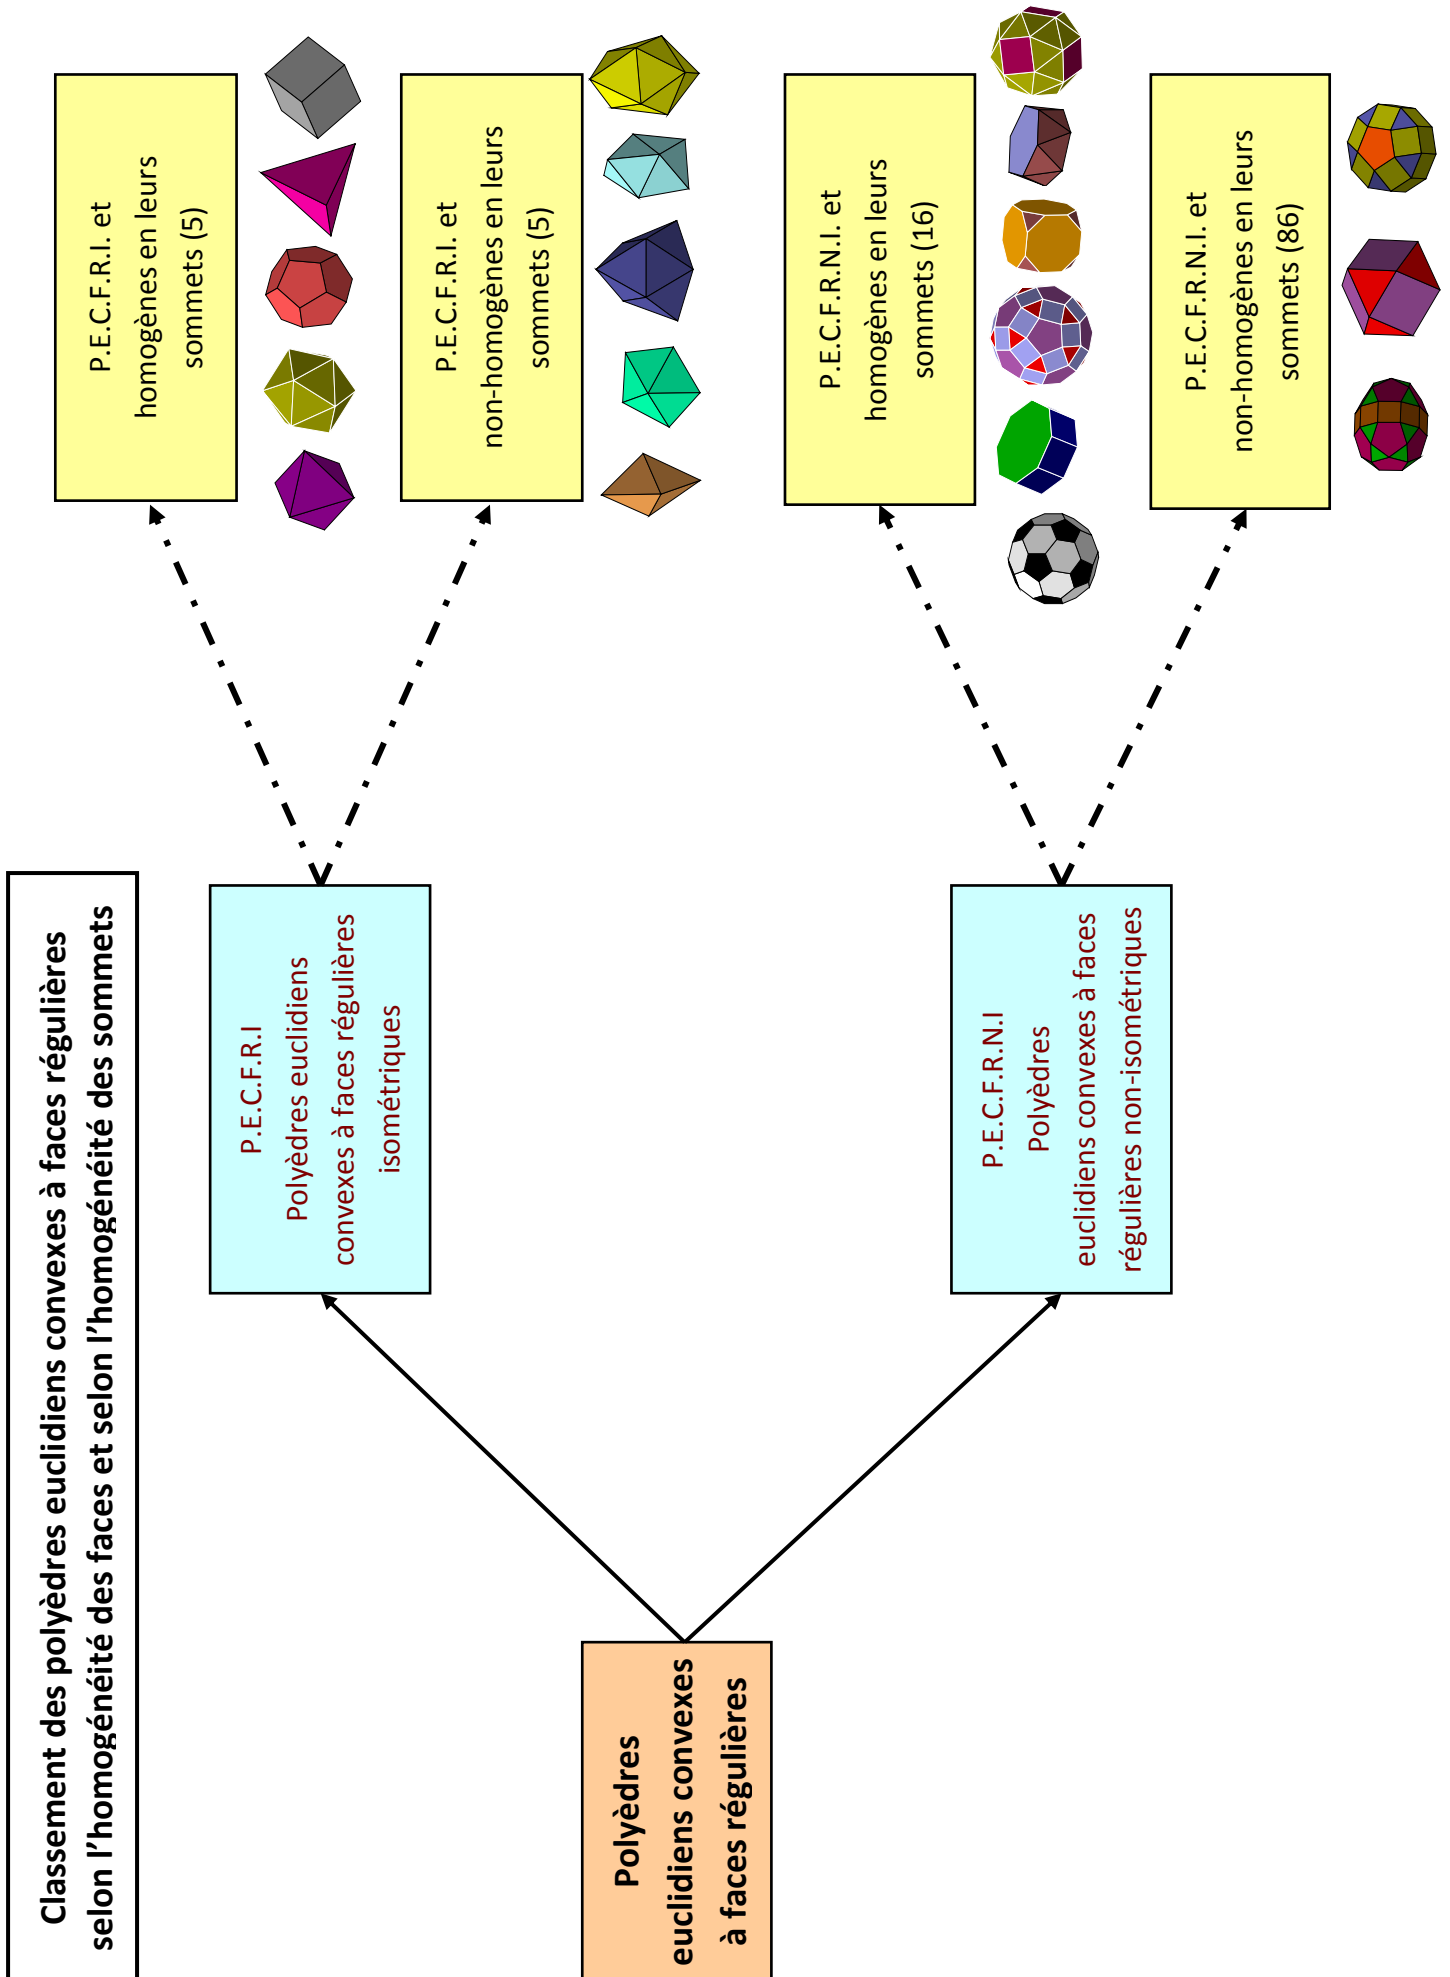 Classement des polyèdres euclidiens convexes à faces régulières
selon l'homogénéité des faces et selon l'homogénéité des sommets
Polyèdres
euclidiens convexes
à faces régulières
P.E.C.F.R.I
Polyèdres euclidiens
convexes à faces régulières
isométriques
P.E.C.F.R.N.I
Polyèdres
euclidiens convexes à faces
régulières non-isométriques
P.E.C.F.R.I. et
homogènes en leurs
sommets (5)
P.E.C.F.R.I. et
non-homogènes en leurs
sommets (5)
P.E.C.F.R.N.I. et
homogènes en leurs
sommets (16)
P.E.C.F.R.N.I. et
non-homogènes en leurs
sommets (86)